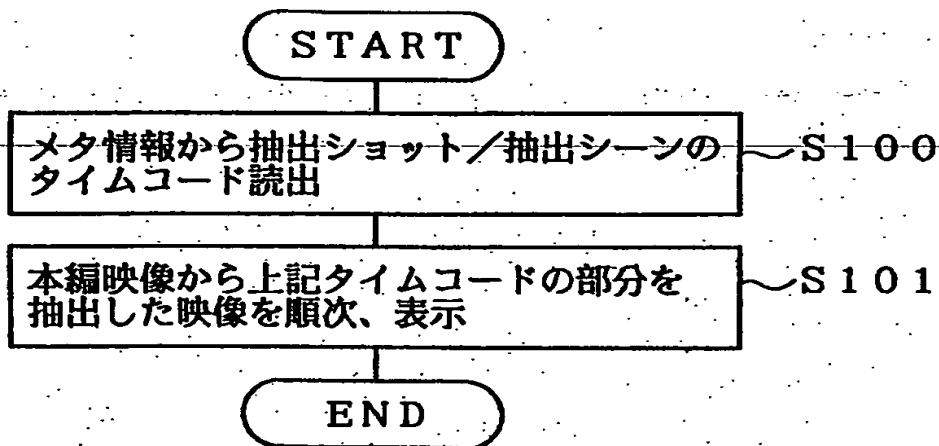 START
メタ情報から抽出ショット／抽出シーンの
タイムコード読出
S100
本編映像から上記タイムコードの部分を
抽出した映像を順次、表示
S101
END